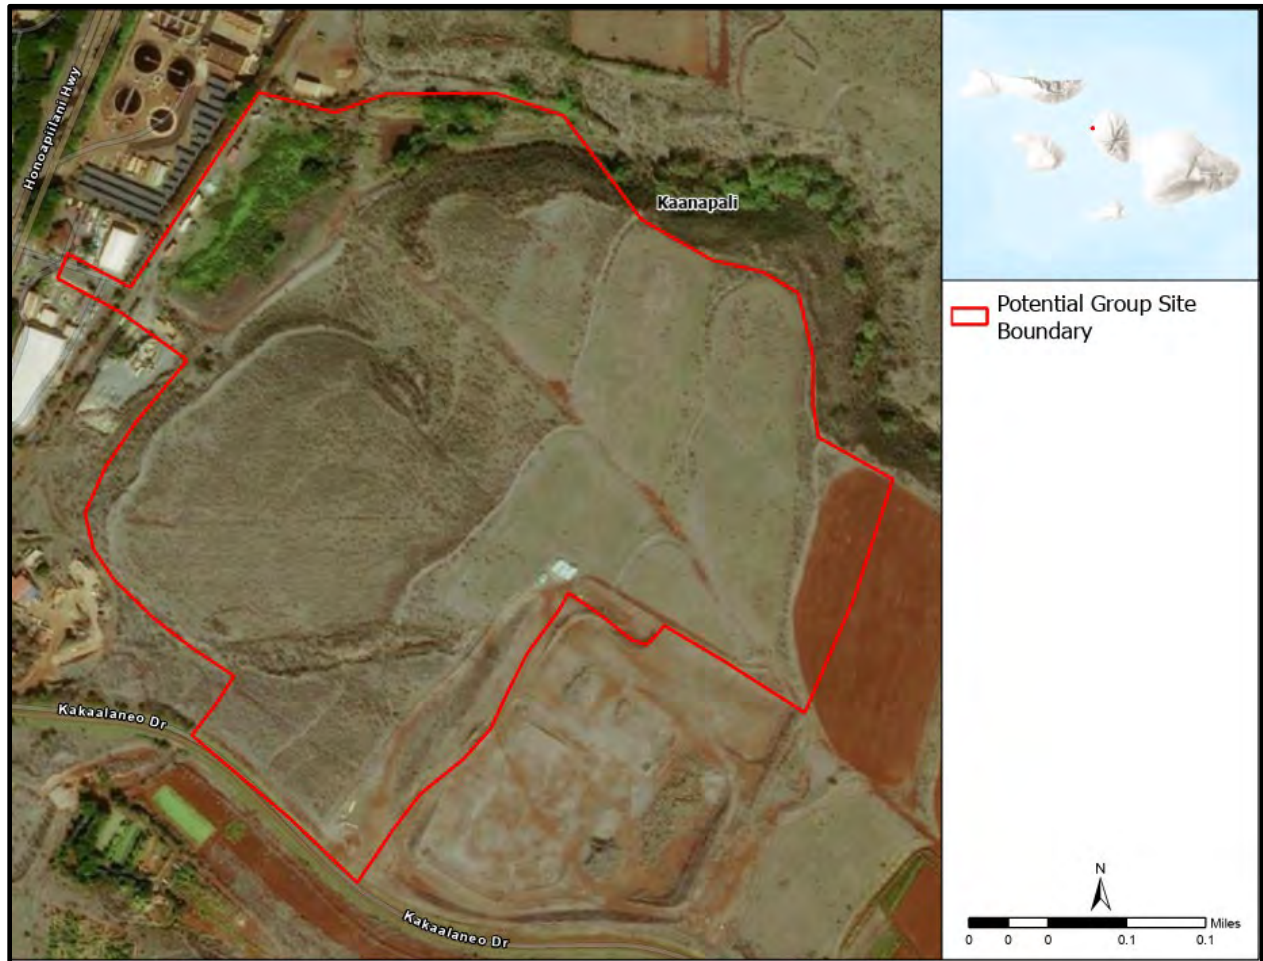 Honoapiilani Hwy
Kaanapali
Kakaalaneo Dr
Kakaalaneo Dr
Potential Group Site
Boundary
N
Miles
0 0 0 0.1 0.1